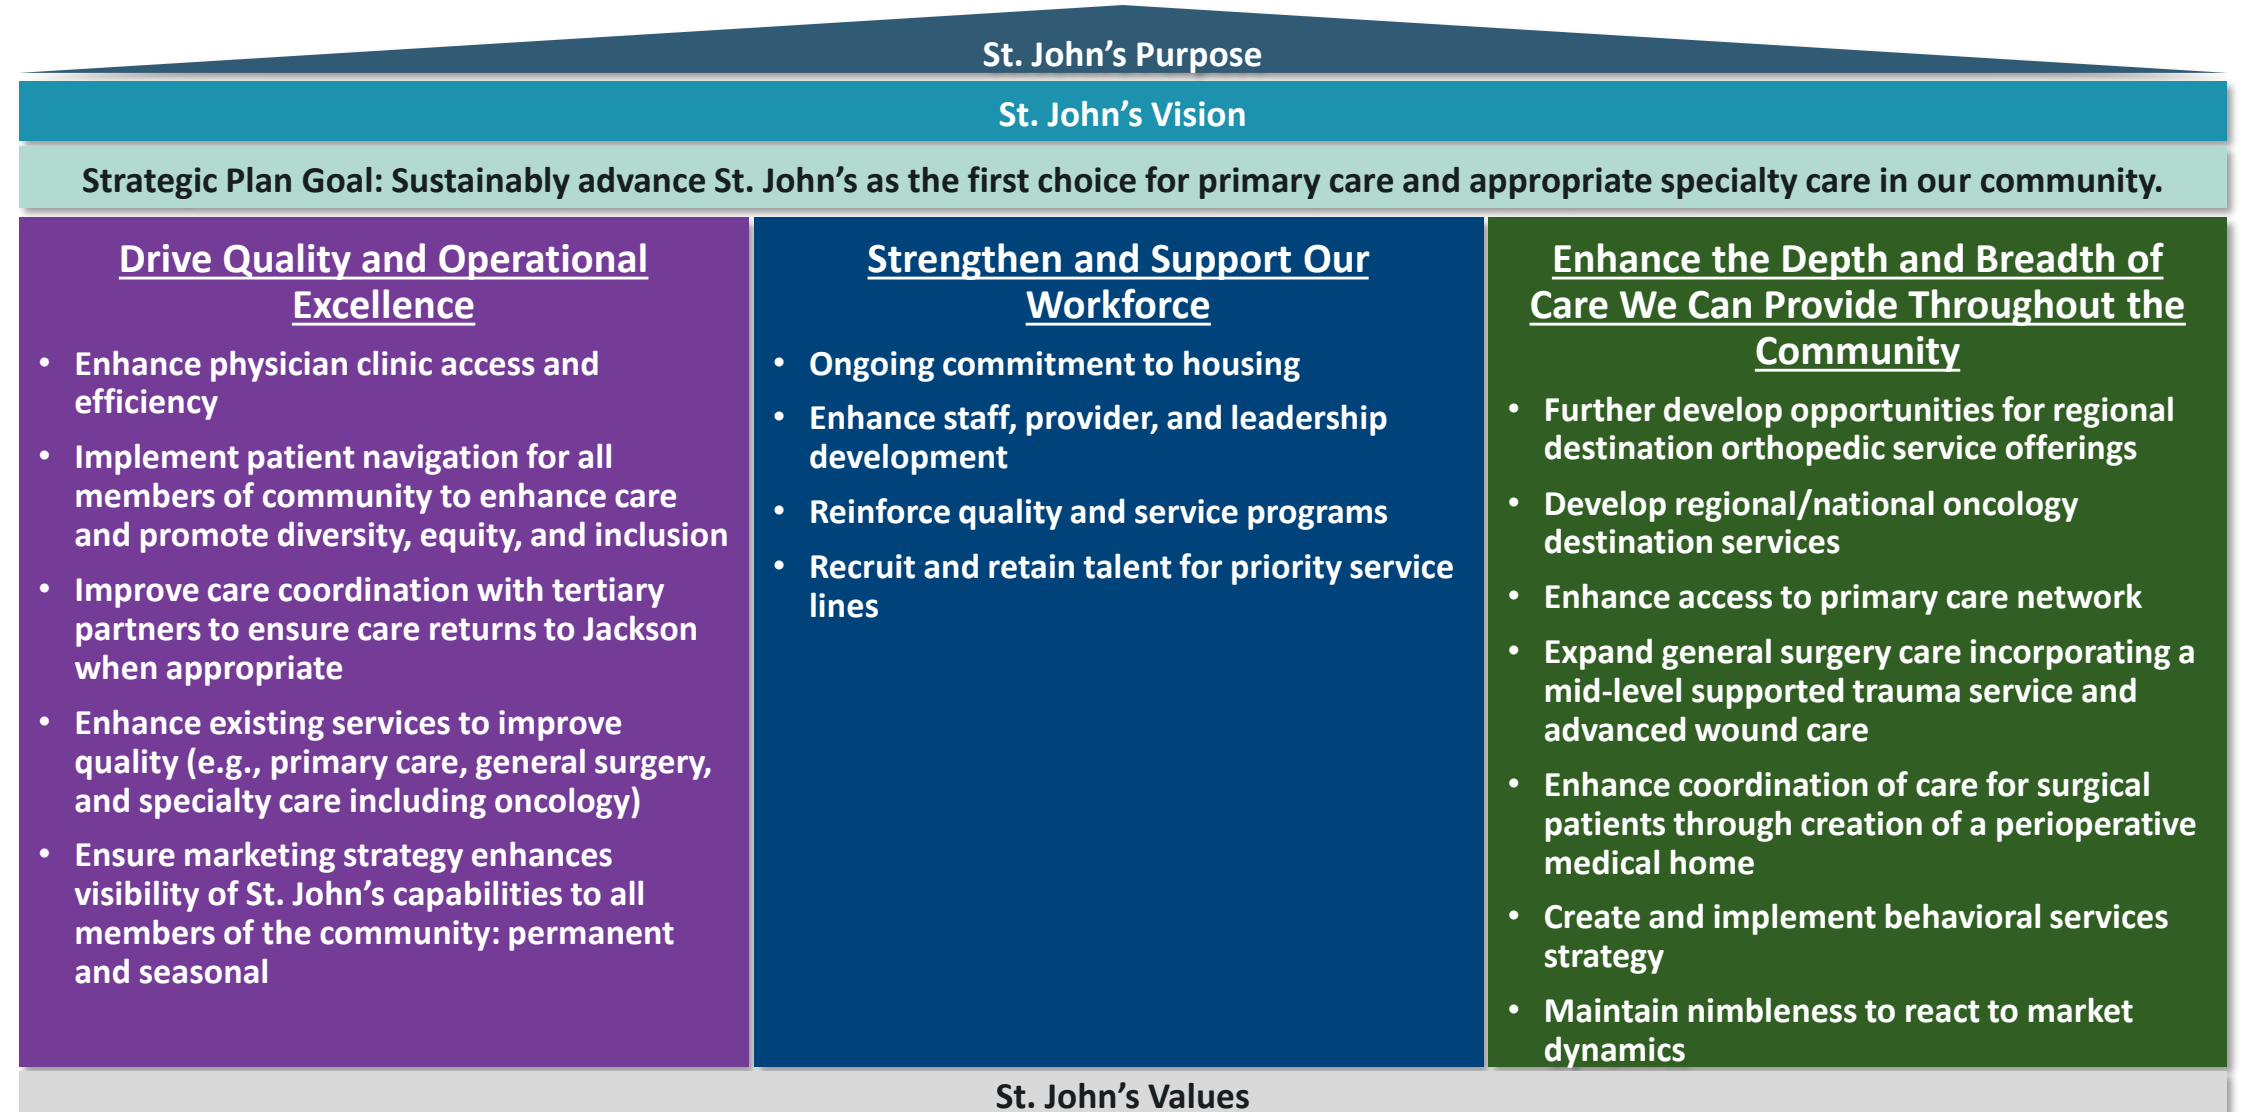 St. John’s Purpose
St. John’s Vision
Strategic Plan Goal: Sustainably advance St. John’s as the first choice for primary care and appropriate specialty care in our community.
Drive Quality and Operational
Excellence
• Enhance physician clinic access and
efficiency
• Implement patient navigation for all
members of community to enhance care
and promote diversity, equity, and inclusion
• Improve care coordination with tertiary
partners to ensure care returns to Jackson
when appropriate
• Enhance existing services to improve
quality (e.g., primary care, general surgery,
and specialty care including oncology)
• Ensure marketing strategy enhances
visibility of St. John’s capabilities to all
members of the community: permanent
and seasonal
Strengthen and Support Our
Workforce
• Ongoing commitment to housing
• Enhance staff, provider, and leadership
development
• Reinforce quality and service programs
• Recruit and retain talent for priority service
lines
Enhance the Depth and Breadth of
Care We Can Provide Throughout the
Community
• Further develop opportunities for regional
destination orthopedic service offerings
• Develop regional/national oncology
destination services
• Enhance access to primary care network
• Expand general surgery care incorporating a
mid-level supported trauma service and
advanced wound care
• Enhance coordination of care for surgical
patients through creation of a perioperative
medical home
• Create and implement behavioral services
strategy
• Maintain nimbleness to react to market
dynamics
St. John’s Values